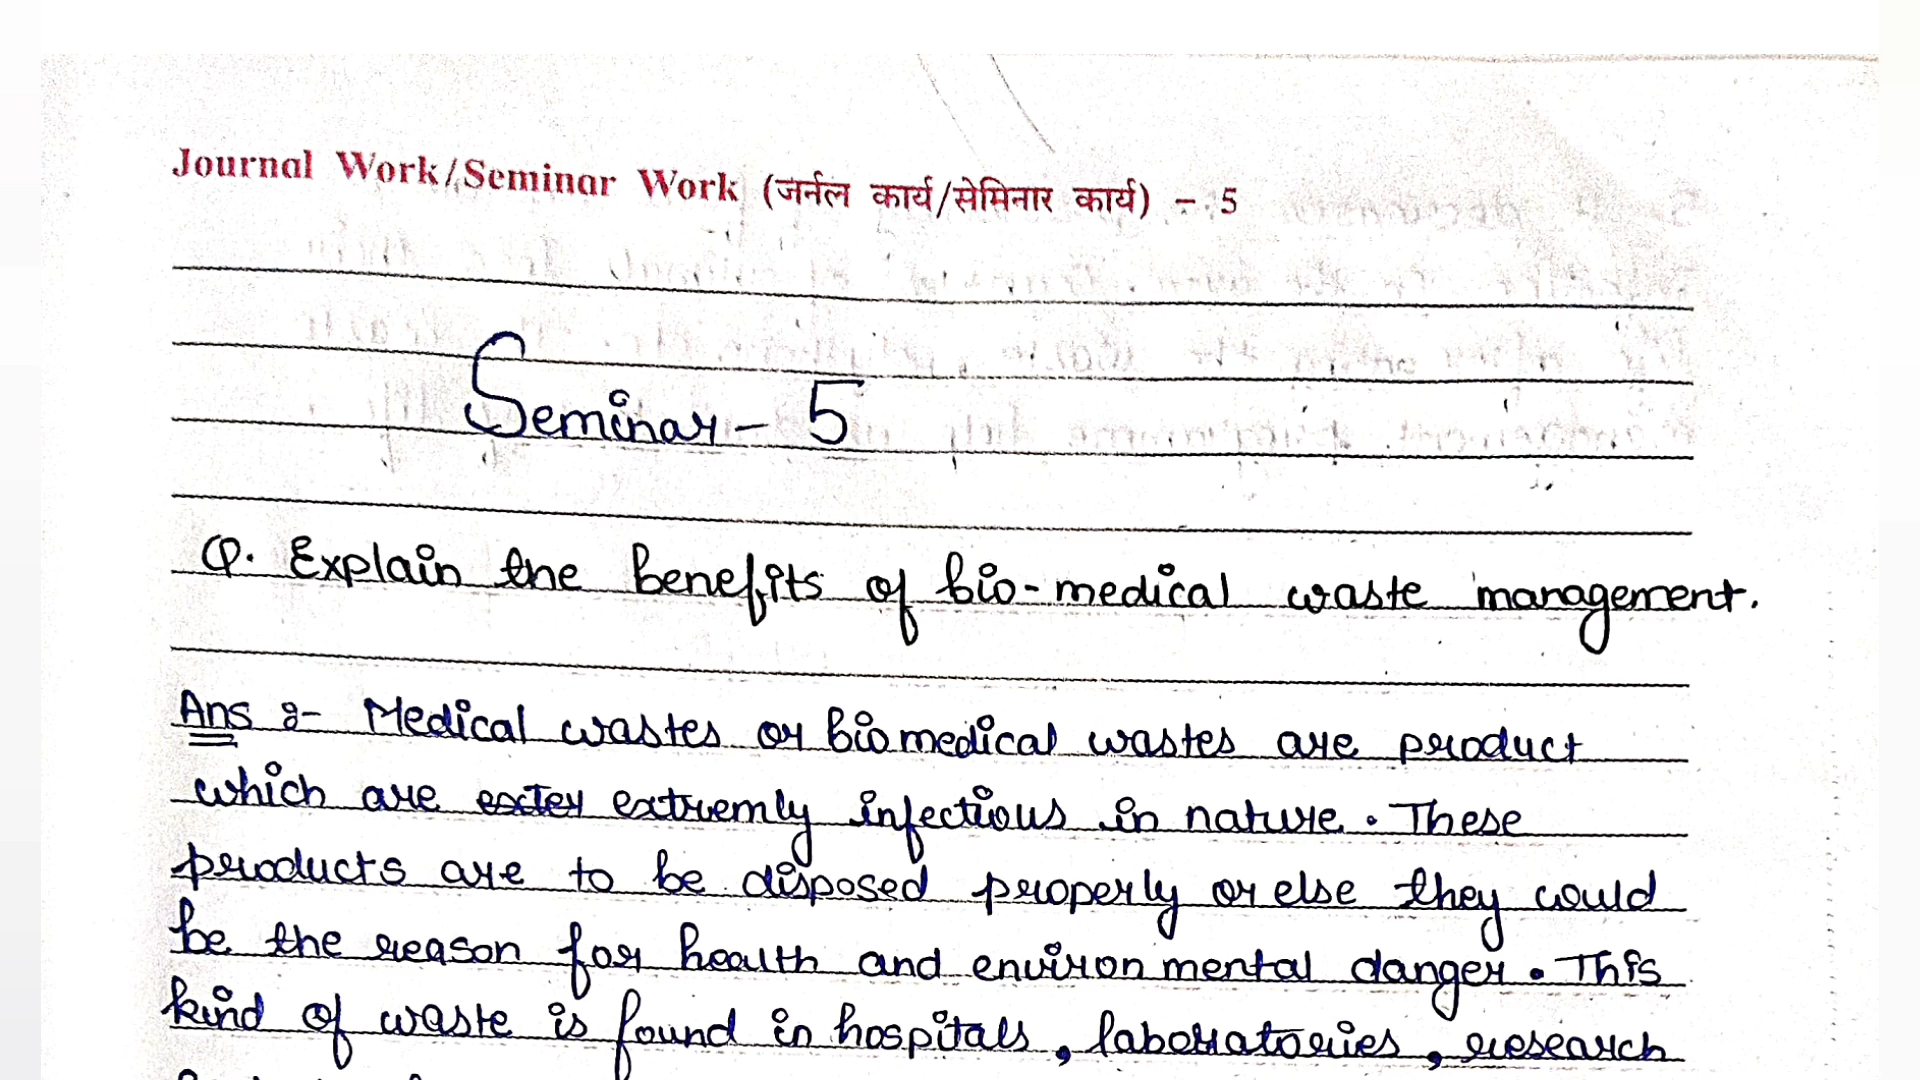 Journal Work/Seminar Work (जर्नल कार्य/सेमिनार कार्य) - 5
Seminar - 5
Q. Explain the benefits of bio-medical waste management.
Ans :- Medical wastes or biomedical wastes are product
which are exter extremly infectious in nature. These
products are to be disposed properly or else they could
be the reason for health and environmental danger. This
kind of waste is found in hospitals, laboratories, research